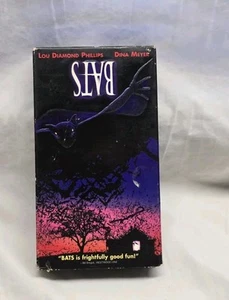 LOU DIAMOND PHILLIPS DINA MEYER
BATS
"BATS is frightfully good fun!"